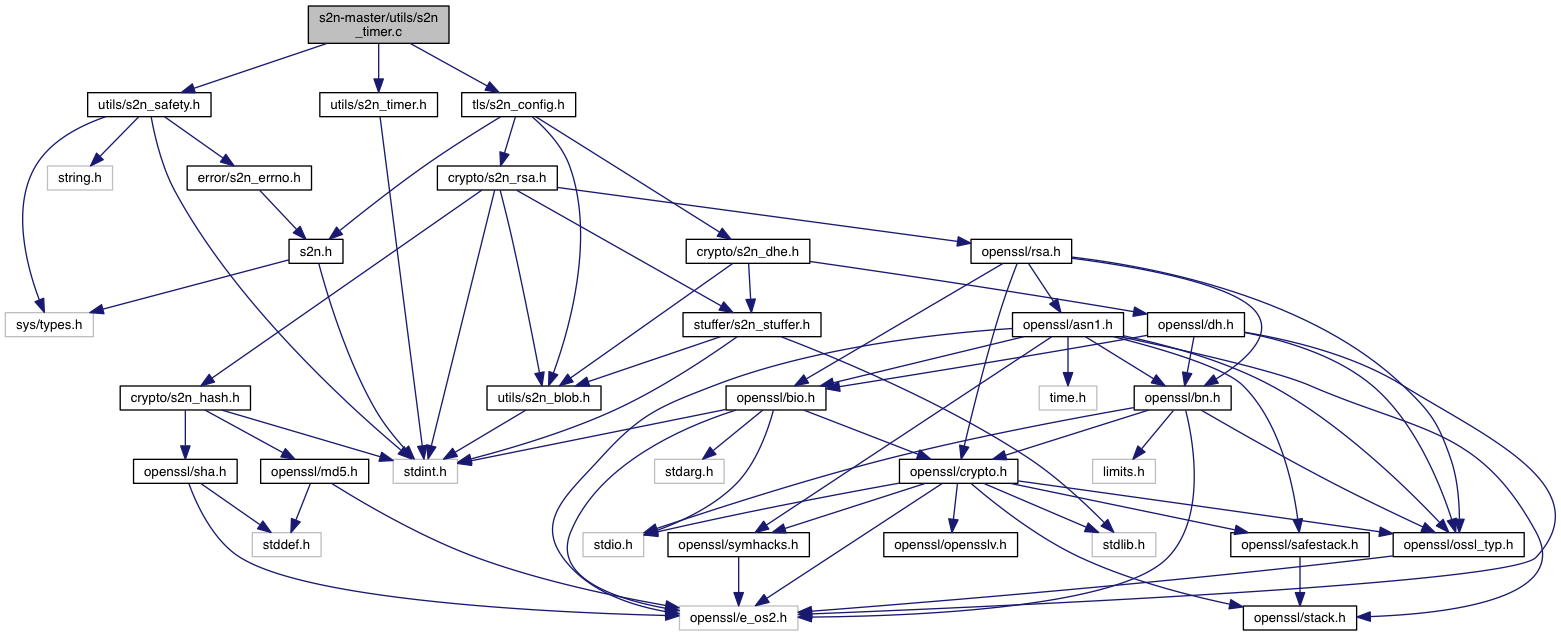 s2n-master/utils/s2n
_timer.c
utils/s2n_safety.h
utils/s2n_timer.h
tls/s2n_config.h
string.h
error/s2n_errno.h
crypto/s2n_rsa.h
s2n.h
crypto/s2n_dhe.h
openssl/rsa.h
sys/types.h
stuffer/s2n_stuffer.h
openssl/asn1.h
openssl/dh.h
crypto/s2n_hash.h
utils/s2n_blob.h
openssl/bio.h
time.h
openssl/bn.h
openssl/sha.h
openssl/md5.h
stdint.h
stdarg.h
openssl/crypto.h
limits.h
stddef.h
stdio.h
openssl/symhacks.h
openssl/opensslv.h
stdlib.h
openssl/safestack.h
openssl/ossl_typ.h
openssl/e_os2.h
openssl/stack.h